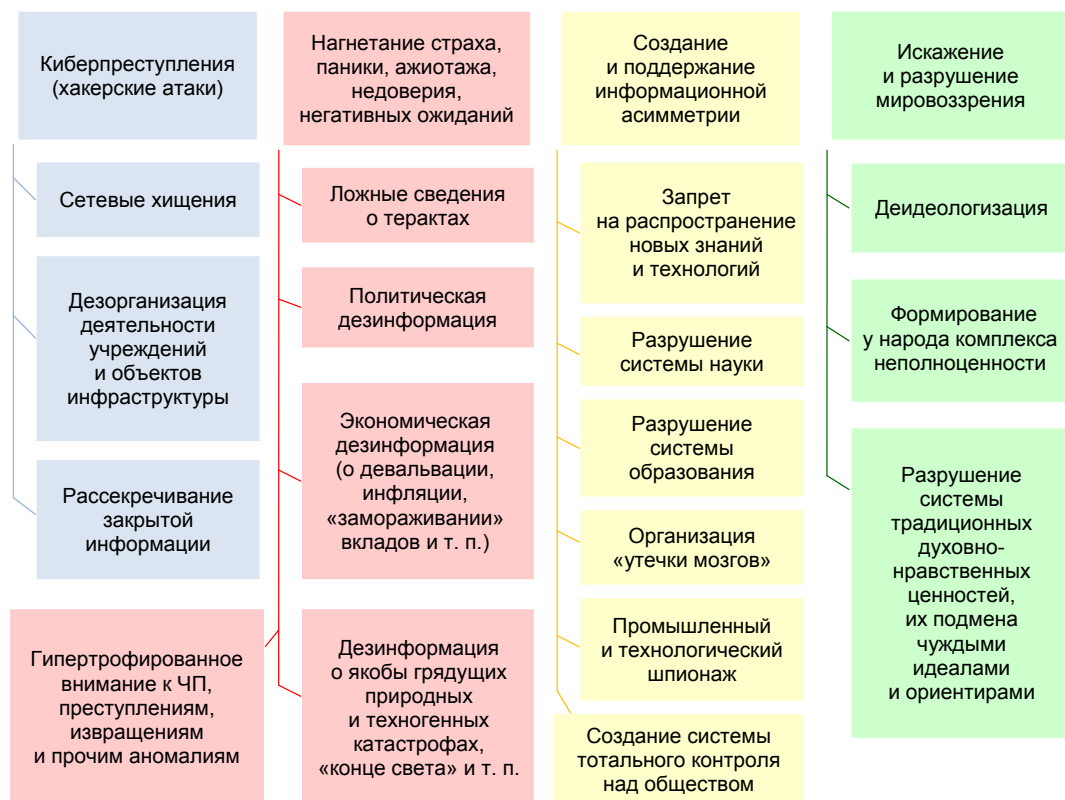 Киберпреступления
(хакерские атаки)
Сетевые хищения
Дезорганизация
деятельности
учреждений
и объектов
инфраструктуры
Рассекречивание
закрытой
информации
Нагнетание страха,
паники, ажиотажа,
недоверия,
негативных ожиданий
Ложные сведения
о терактах
Политическая
дезинформация
Экономическая
дезинформация
(о девальвации,
инфляции,
«замораживании»
вкладов и т. п.)
Гипертрофированное
внимание к ЧП,
преступлениям,
извращениям
и прочим аномалиям
Дезинформация
о якобы грядущих
природных
и техногенных
катастрофах,
«конце света» и т. п.
Создание
и поддержание
информационной
асимметрии
Запрет
на распространение
новых знаний
и технологий
Разрушение
системы науки
Разрушение
системы
образования
Организация
«утечки мозгов»
Промышленный
и технологический
шпионаж
Создание системы
тотального контроля
над обществом
Искажение
и разрушение
мировоззрения
Деидеологизация
Формирование
у народа комплекса
неполноценности
Разрушение
системы
традиционных
духовно-
нравственных
ценностей,
их подмена
чуждыми
идеалами
и ориентирами